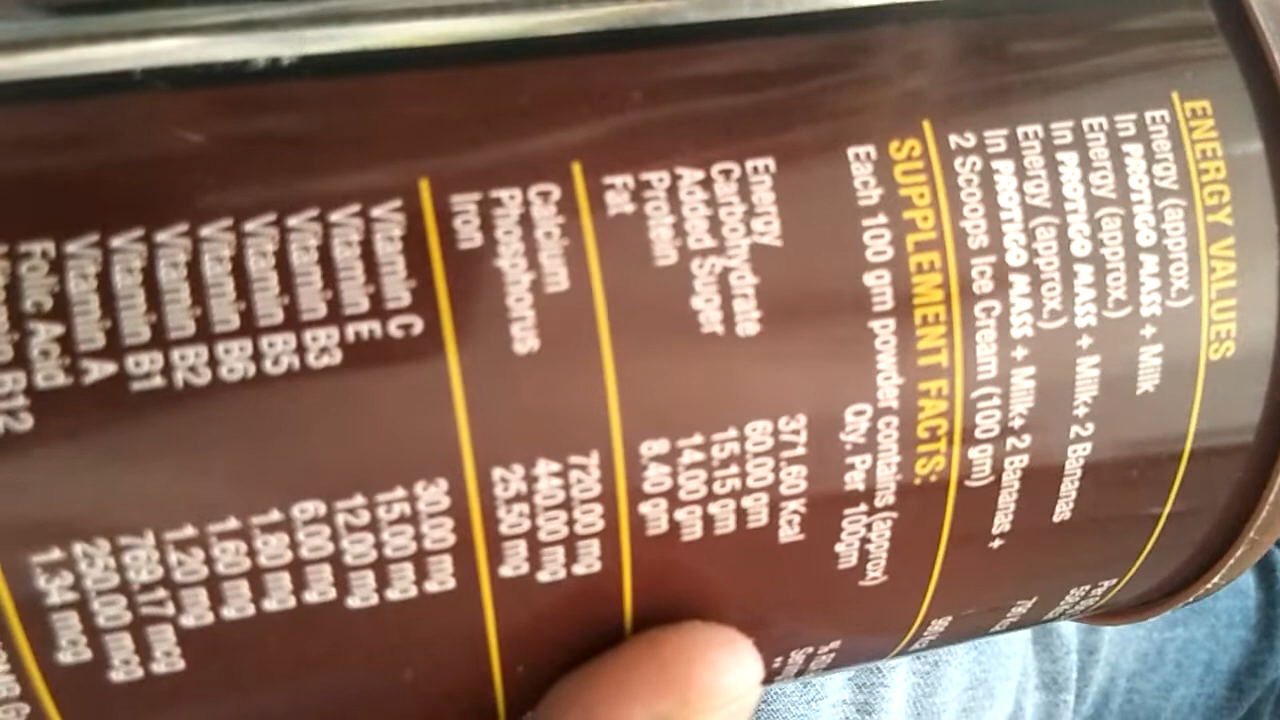 ENERGY VALUES
Energy (approx.)
In PROTIGO MASS + Milk
Energy (approx.)
In PROTIGO MASS + Milk+ 2 Bananas
Energy (approx.)
In PROTIGO MASS + Milk+ 2 Bananas +
2 Scoops Ice Cream (100 gm)
SUPPLEMENT FACTS:
Each 100 gm powder contains (approx)
Qty. Per 100gm
Energy 371.60 Kcal
Carbohydrate 60.00 gm
Added Suger 15.15 gm
Protein 14.00 gm
Fat 8.40 gm
Calcium 720.00 mg
Phosphorus 440.00 mg
Iron 25.50 mg
Vitamin C 30.00 mg
Vitamin E 15.00 mg
Vitamin B3 12.00 mg
Vitamin B5 6.00 mg
Vitamin B6 1.80 mg
Vitamin B2 1.60 mg
Vitamin B1 1.20 mg
Vitamin A 769.17 mcg
Folic Acid 250.00 mcg
B12 1.34 mcg